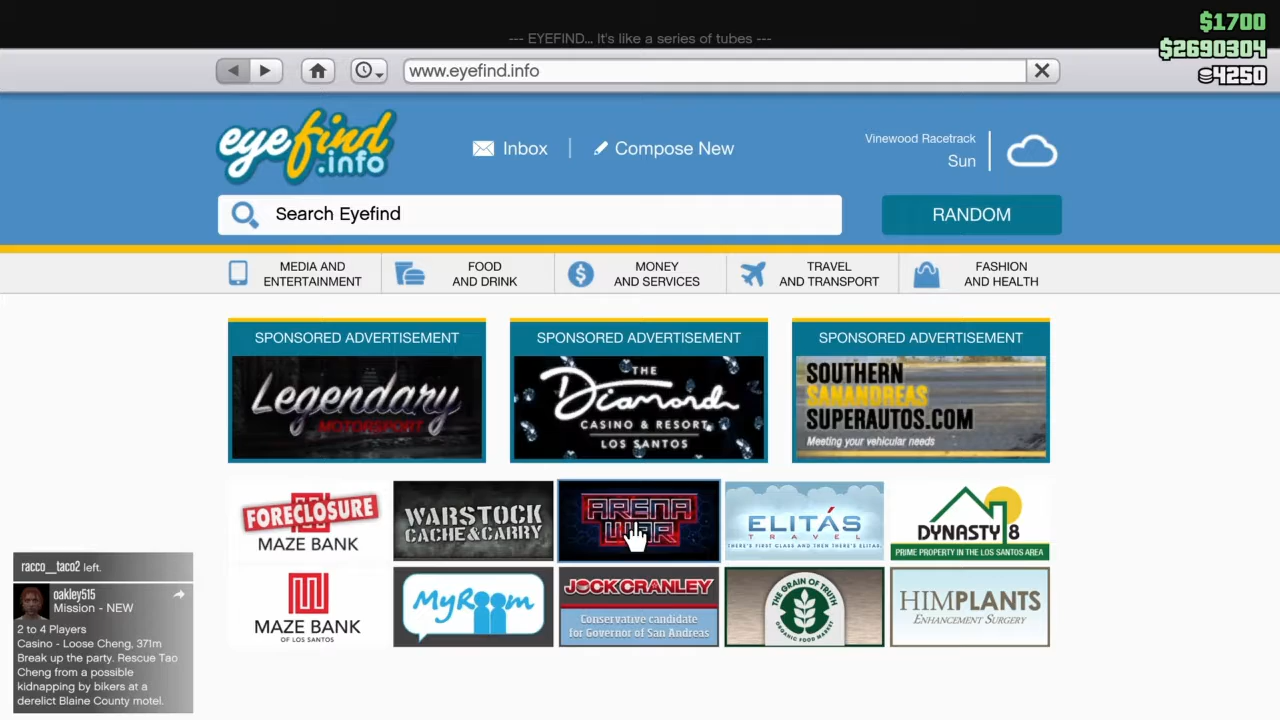 --- EYEFIND... It's like a series of tubes ---
$1700
$2690304
4250
www.eyefind.info
eyefind
.info
Inbox
Compose New
Vinewood Racetrack
Sun
Search Eyefind
RANDOM
MEDIA AND
ENTERTAINMENT
FOOD
AND DRINK
MONEY
AND SERVICES
TRAVEL
AND TRANSPORT
FASHION
AND HEALTH
SPONSORED ADVERTISEMENT
Legendary
MOTORSPORT
SPONSORED ADVERTISEMENT
THE
Diamond
CASINO & RESORT
LOS SANTOS
SPONSORED ADVERTISEMENT
SOUTHERN
SANANDREAS
SUPERAUTOS.COM
Meeting your vehicular needs
FORECLOSURE
MAZE BANK
WARSTOCK
CACHE&CARRY
ARENA
WAR
ELITÁS
TRAVEL
THERE'S FIRST CLASS AND THEN THERE'S ELITAS.
DYNASTY 8
PRIME PROPERTY IN THE LOS SANTOS AREA
MAZE BANK
OF LOS SANTOS
MyRoom
JOCK CRANLEY
Conservative candidate
for Governor of San Andreas
THE GRAIN OF TRUTH
ORGANIC FOOD MARKET
HIMPLANTS
ENHANCEMENT SURGERY
racco__taco2 left.
oakley515
Mission - NEW
2 to 4 Players
Casino - Loose Cheng, 371m
Break up the party. Rescue Tao
Cheng from a possible
kidnapping by bikers at a
derelict Blaine County motel.